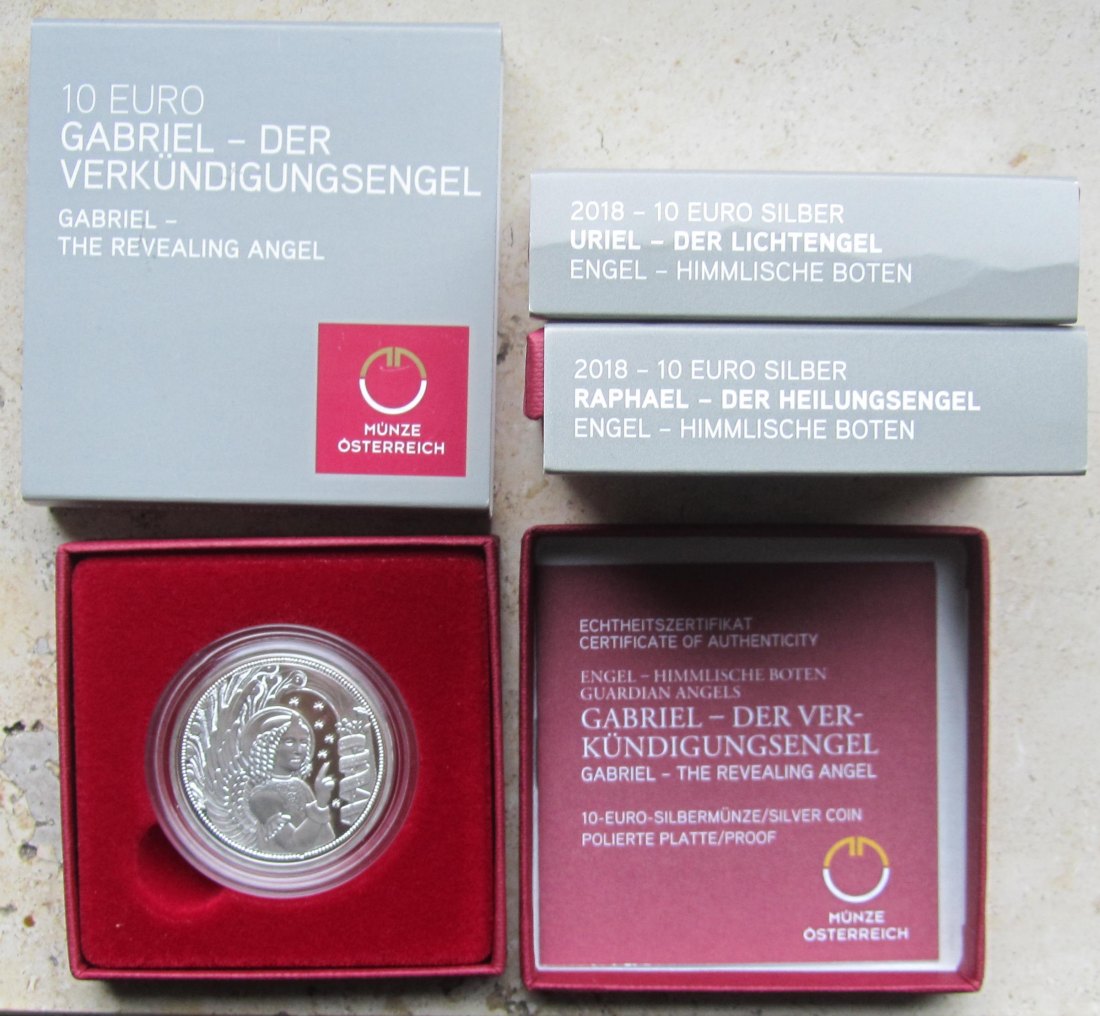 10 EURO
GABRIEL – DER
VERKÜNDIGUNGSENGEL
GABRIEL –
THE REVEALING ANGEL
MÜNZE
ÖSTERREICH
2018 – 10 EURO SILBER
URIEL – DER LICHTENGEL
ENGEL – HIMMLISCHE BOTEN
2018 – 10 EURO SILBER
RAPHAEL – DER HEILUNGSENGEL
ENGEL – HIMMLISCHE BOTEN
ECHTHEITSZERTIFIKAT
CERTIFICATE OF AUTHENTICITY
ENGEL – HIMMLISCHE BOTEN
GUARDIAN ANGELS
GABRIEL – DER VER-
KÜNDIGUNGSENGEL
GABRIEL – THE REVEALING ANGEL
10-EURO-SILBERMÜNZE/SILVER COIN
POLIERTE PLATTE/PROOF
MÜNZE
ÖSTERREICH